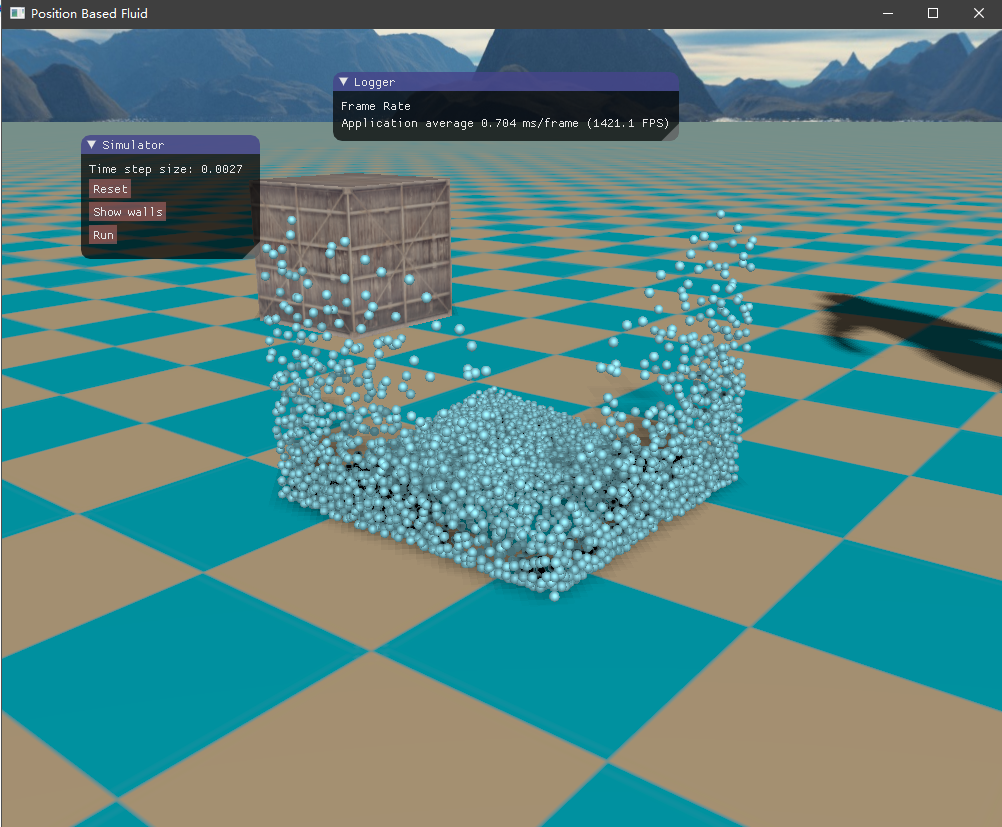 Position Based Fluid
Logger
Frame Rate
Application average 0.704 ms/frame (1421.1 FPS)
Simulator
Time step size: 0.0027
Reset
Show walls
Run